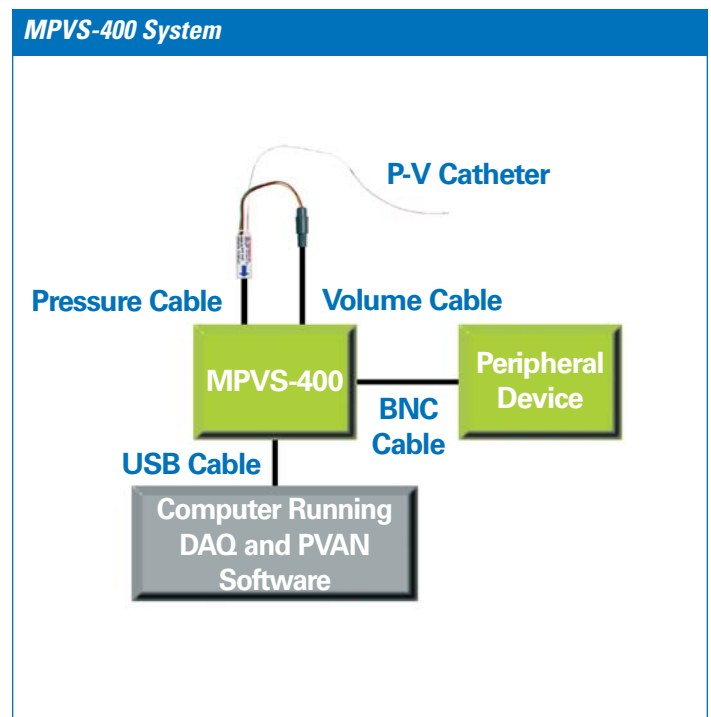 MPVS-400 System
P-V Catheter
Pressure Cable
Volume Cable
MPVS-400
Peripheral
Device
BNC
Cable
USB Cable
Computer Running
DAQ and PVAN
Software